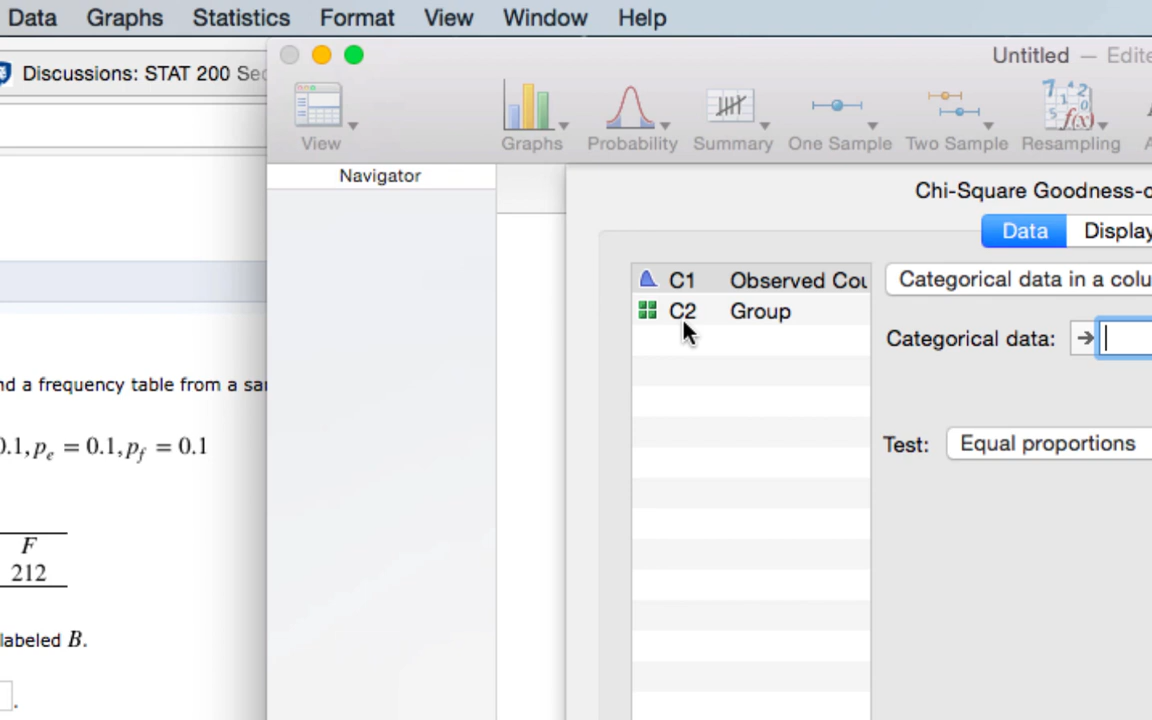 Data Graphs Statistics Format View Window Help
Discussions: STAT 200 Sec
Untitled — Edite
View Graphs Probability Summary One Sample Two Sample Resampling
Navigator
Chi-Square Goodness-o
Data Display
C1 Observed Cou
Categorical data in a colu
C2 Group
Categorical data:
nd a frequency table from a sa
0.1, pₑ = 0.1, p_f = 0.1
Test: Equal proportions
F
212
labeled B.